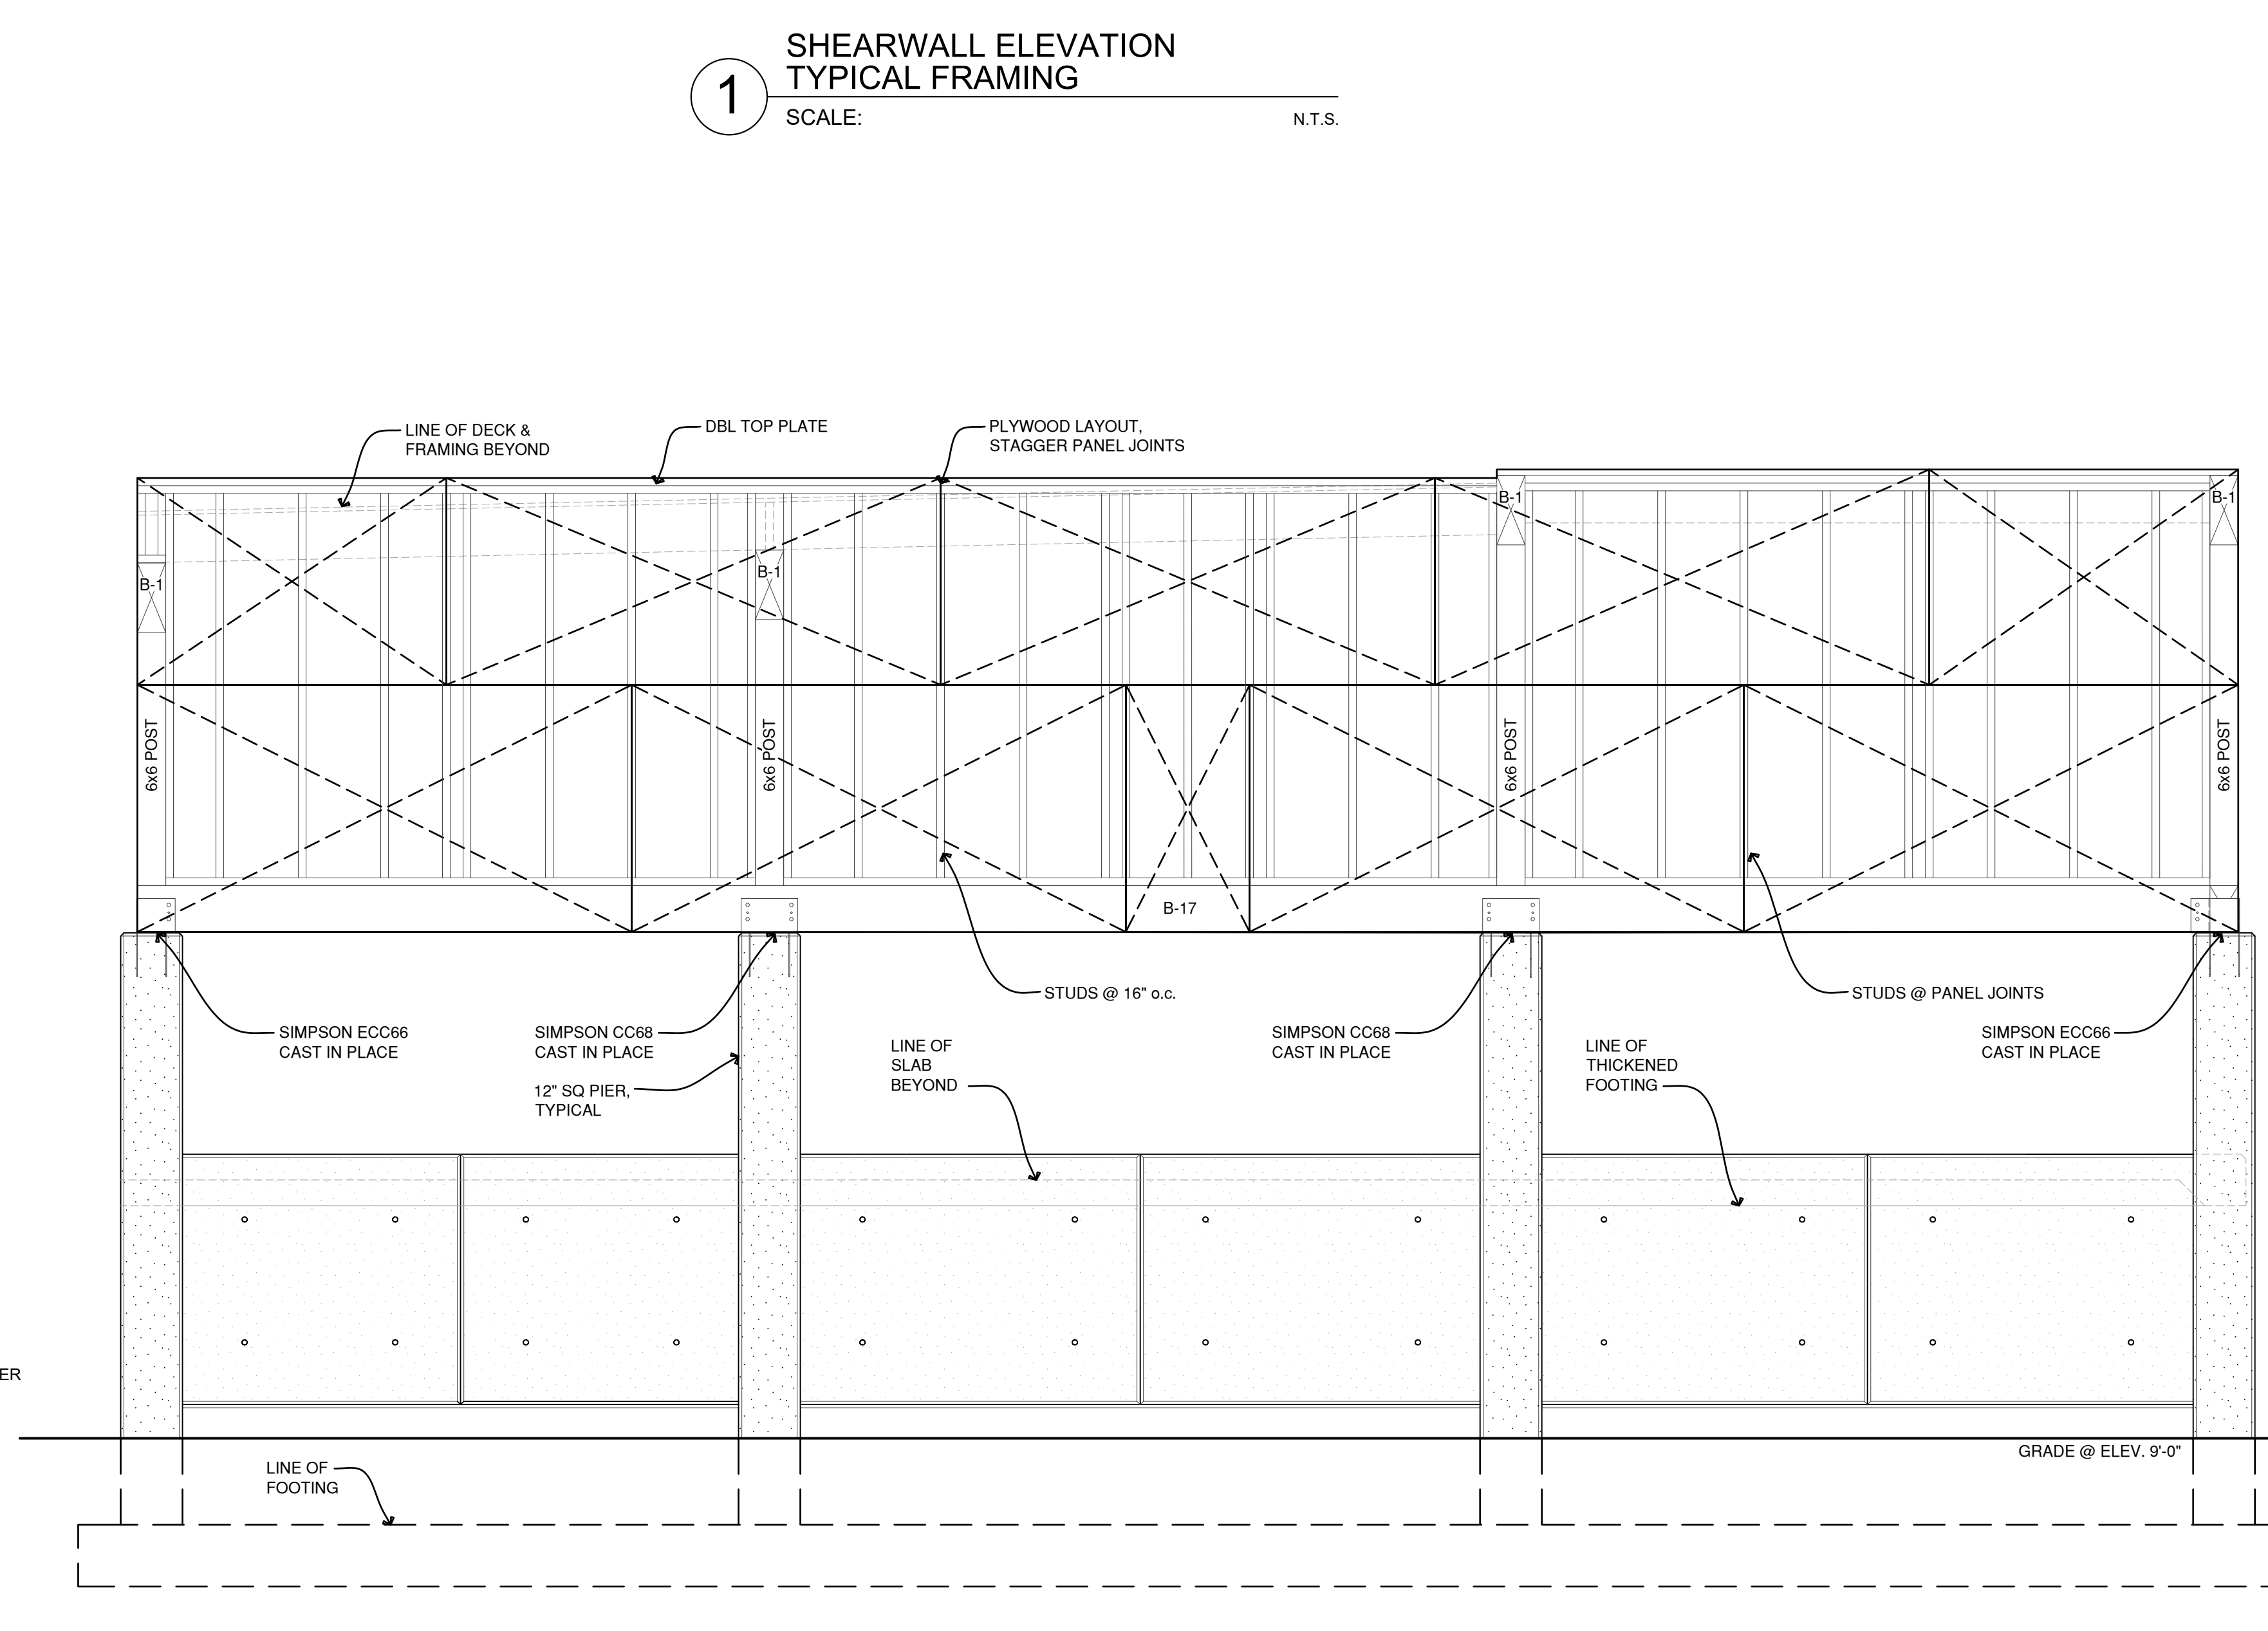 SHEARWALL ELEVATION
TYPICAL FRAMING
1
SCALE:
N.T.S.
LINE OF DECK &
FRAMING BEYOND
DBL TOP PLATE
PLYWOOD LAYOUT,
STAGGER PANEL JOINTS
B-1
B-1
B-1
B-1
6x6 POST
6x6 POST
6x6 POST
6x6 POST
B-17
STUDS @ 16" o.c.
STUDS @ PANEL JOINTS
SIMPSON ECC66
CAST IN PLACE
SIMPSON CC68
CAST IN PLACE
12" SQ PIER,
TYPICAL
LINE OF
SLAB
BEYOND
SIMPSON CC68
CAST IN PLACE
LINE OF
THICKENED
FOOTING
SIMPSON ECC66
CAST IN PLACE
ER
GRADE @ ELEV. 9'-0"
LINE OF
FOOTING